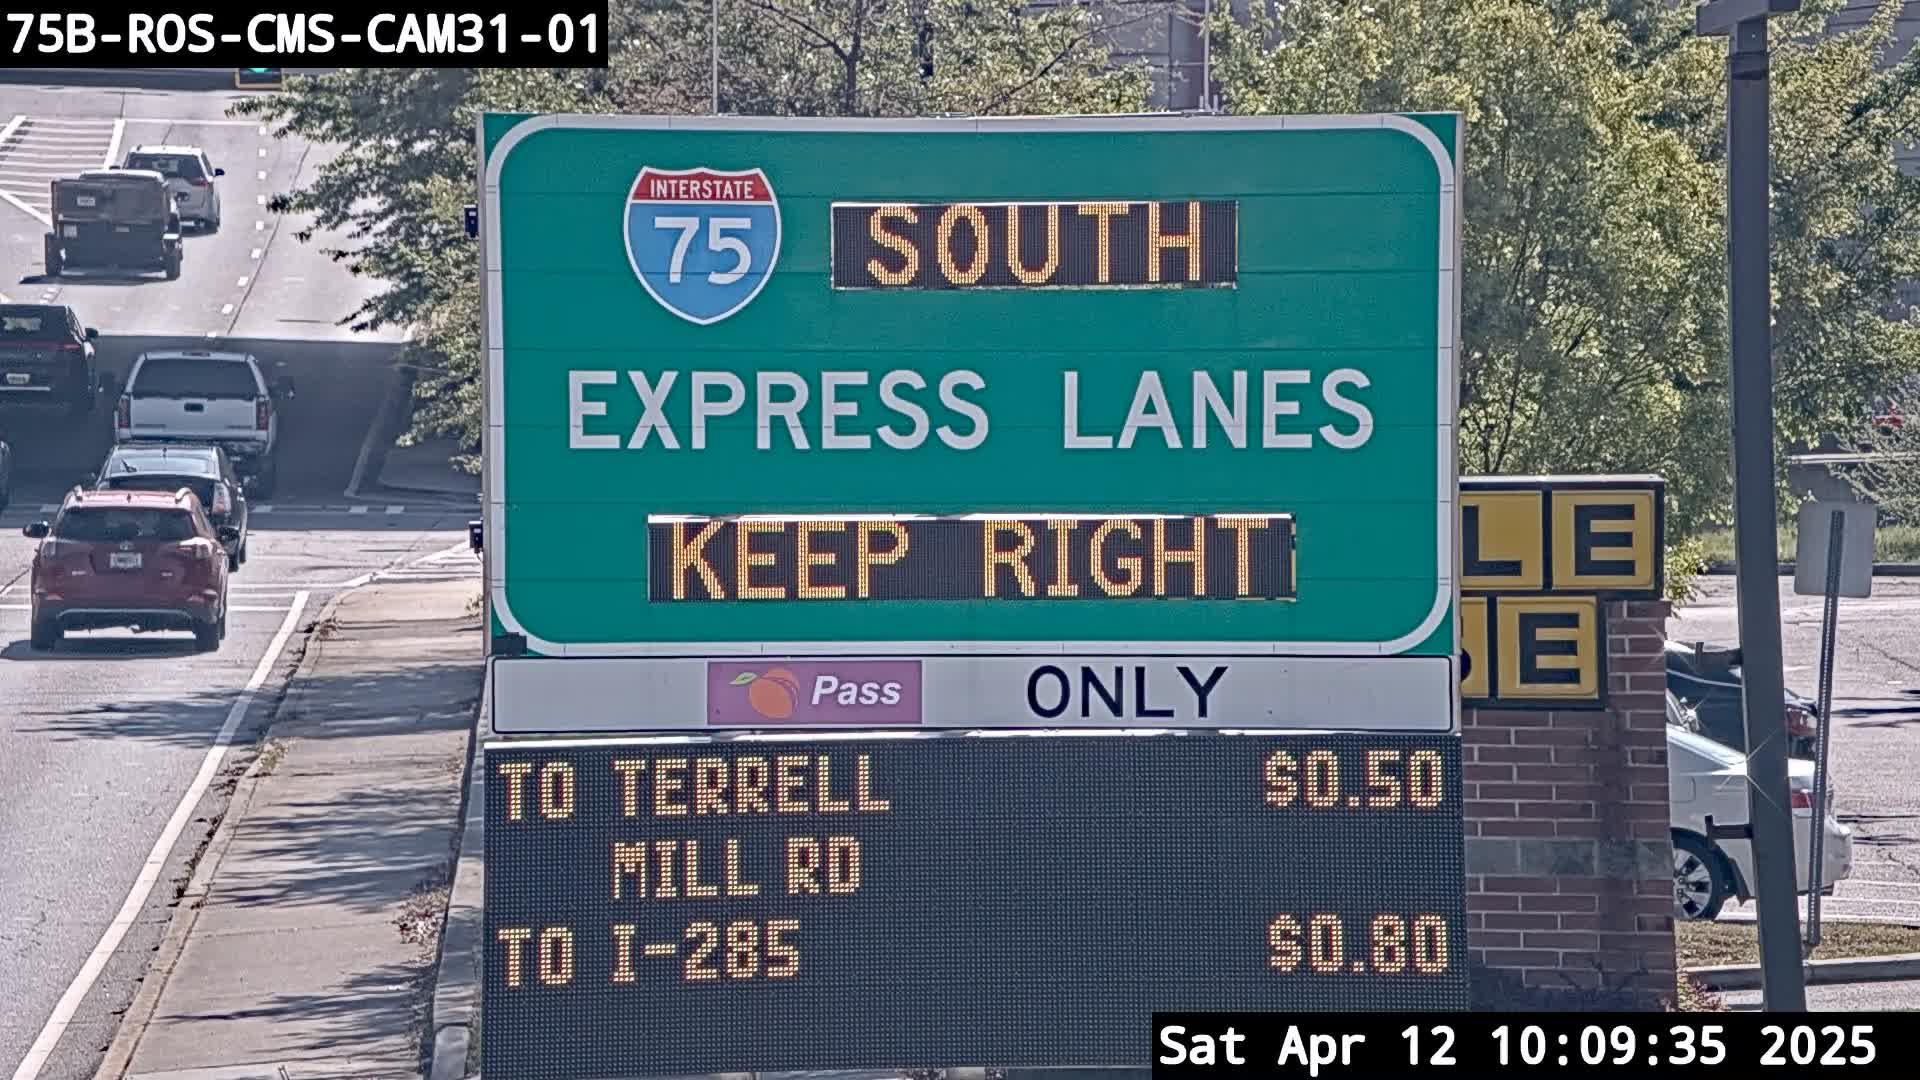 75B-ROS-CMS-CAM31-01
INTERSTATE
75
SOUTH
EXPRESS LANES
KEEP RIGHT
Pass ONLY
TO TERRELL $0.50
MILL RD
TO I-285 $0.80
LE
E
Sat Apr 12 10:09:35 2025